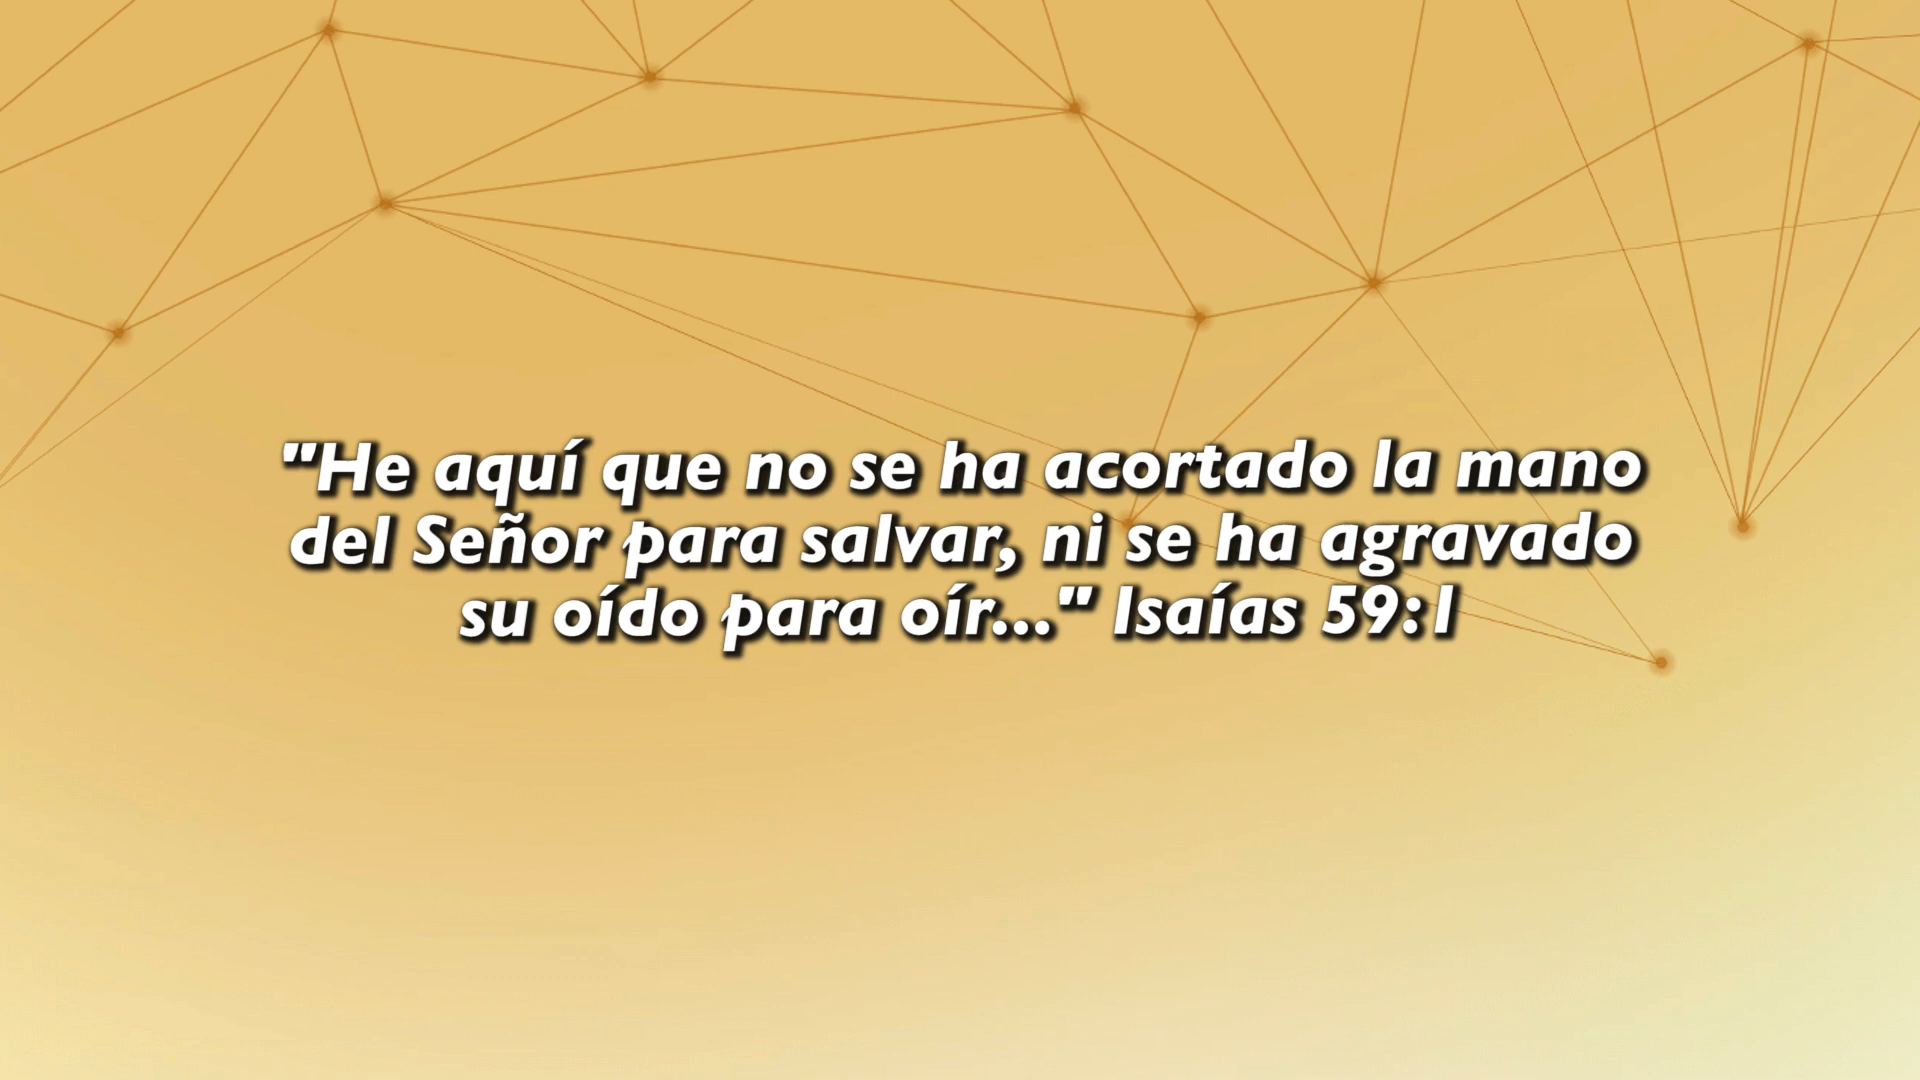 "He aquí que no se ha acortado la mano
del Señor para salvar, ni se ha agravado
su oído para oír..." Isaías 59:1